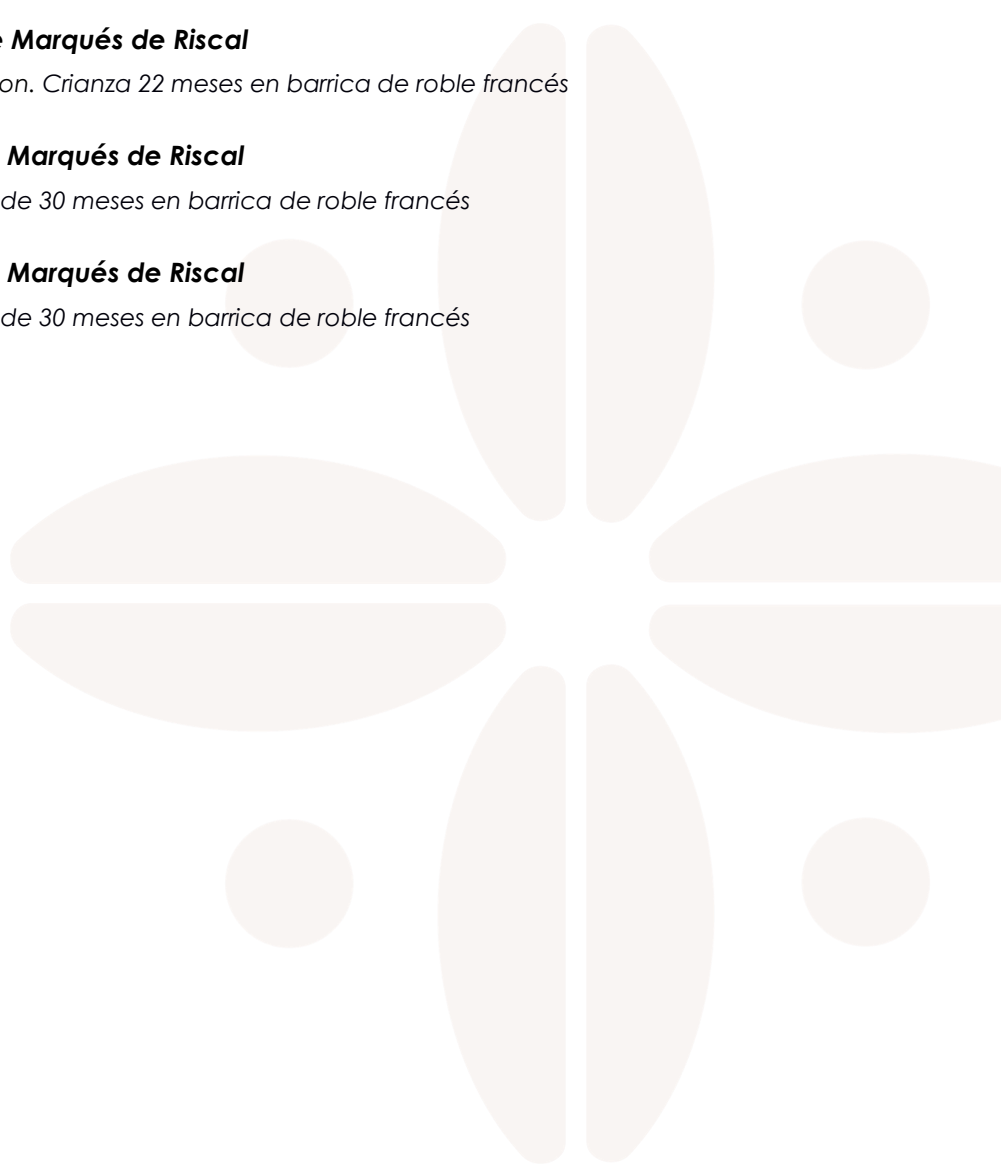 Marqués de Riscal
on. Crianza 22 meses en barrica de roble francés
Marqués de Riscal
de 30 meses en barrica de roble francés
Marqués de Riscal
de 30 meses en barrica de roble francés